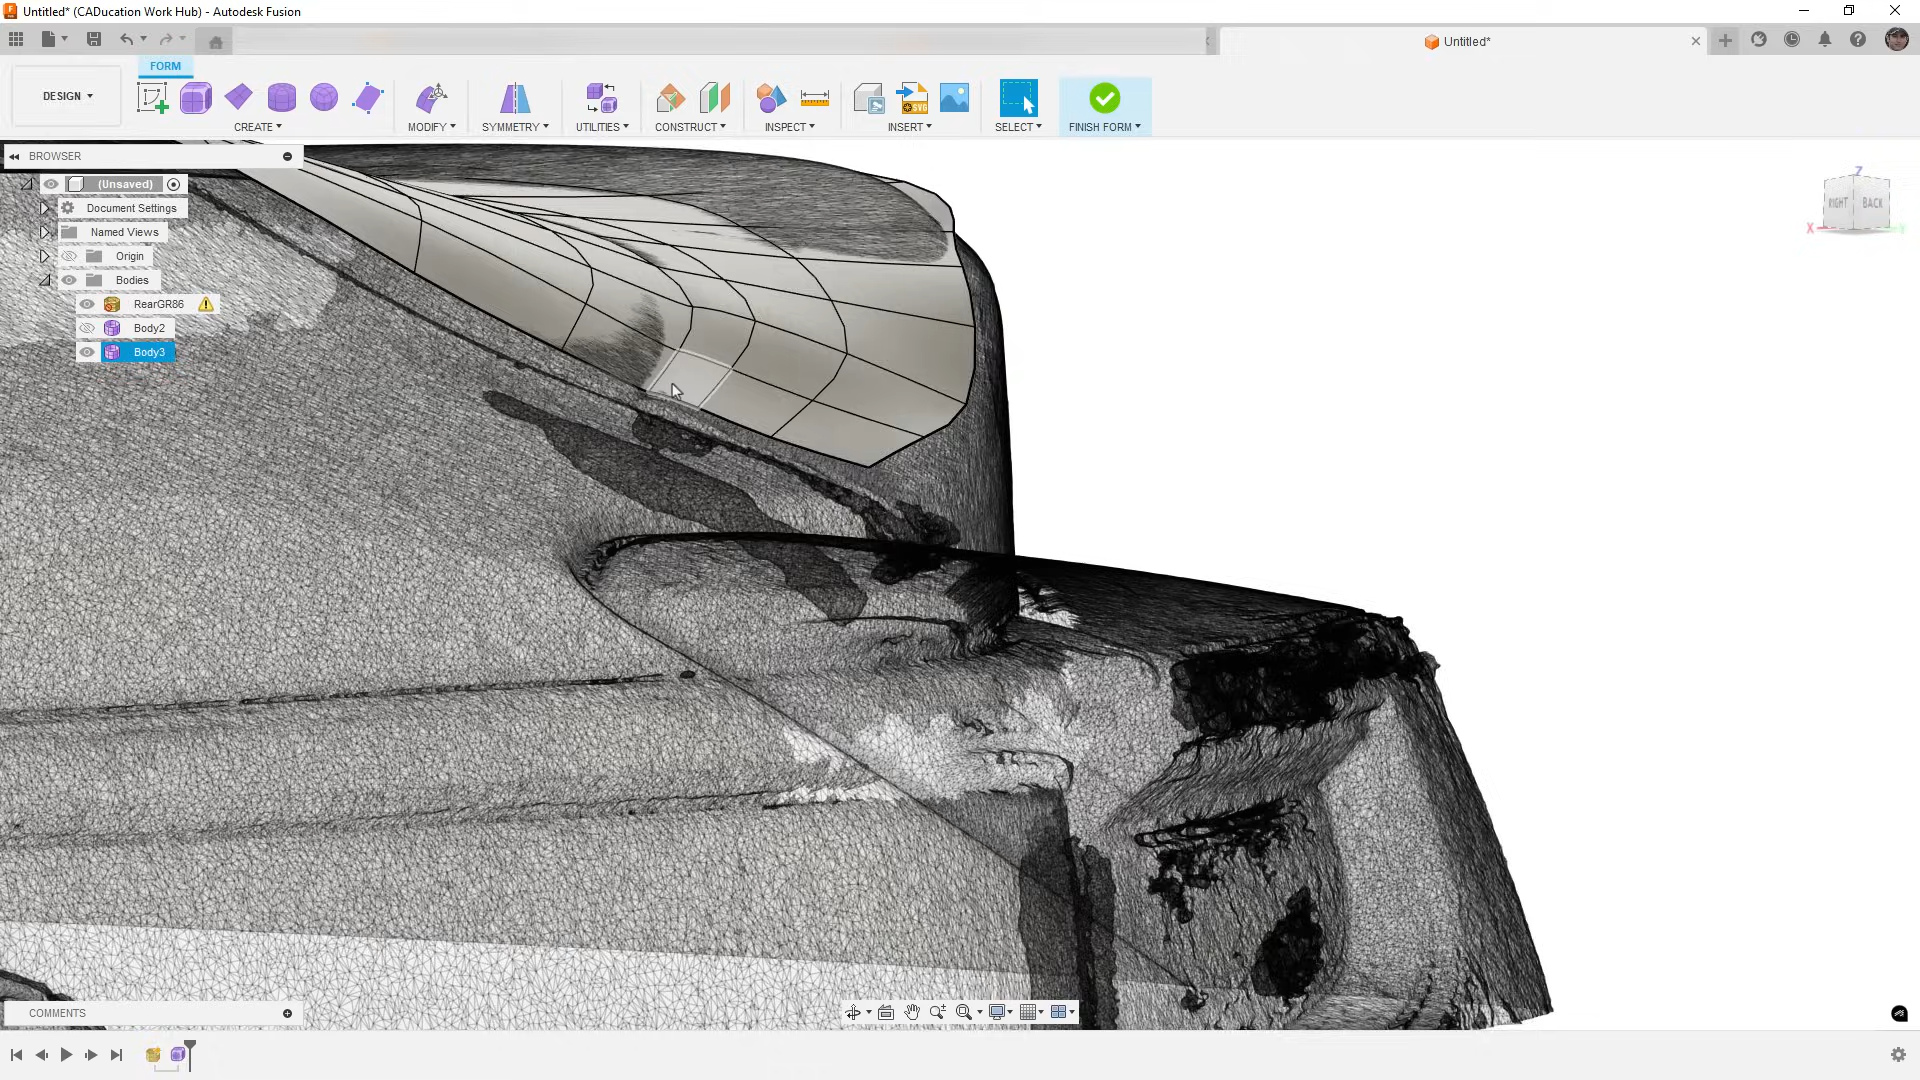 Untitled* (CADucation Work Hub) - Autodesk Fusion
Untitled*
FORM
DESIGN
CREATE
MODIFY
SYMMETRY
UTILITIES
CONSTRUCT
INSPECT
INSERT
SELECT
FINISH FORM
SVG
BROWSER
(Unsaved)
Document Settings
Named Views
Origin
Bodies
RearGR86
Body2
Body3
Z
RIGHT
BACK
X
COMMENTS